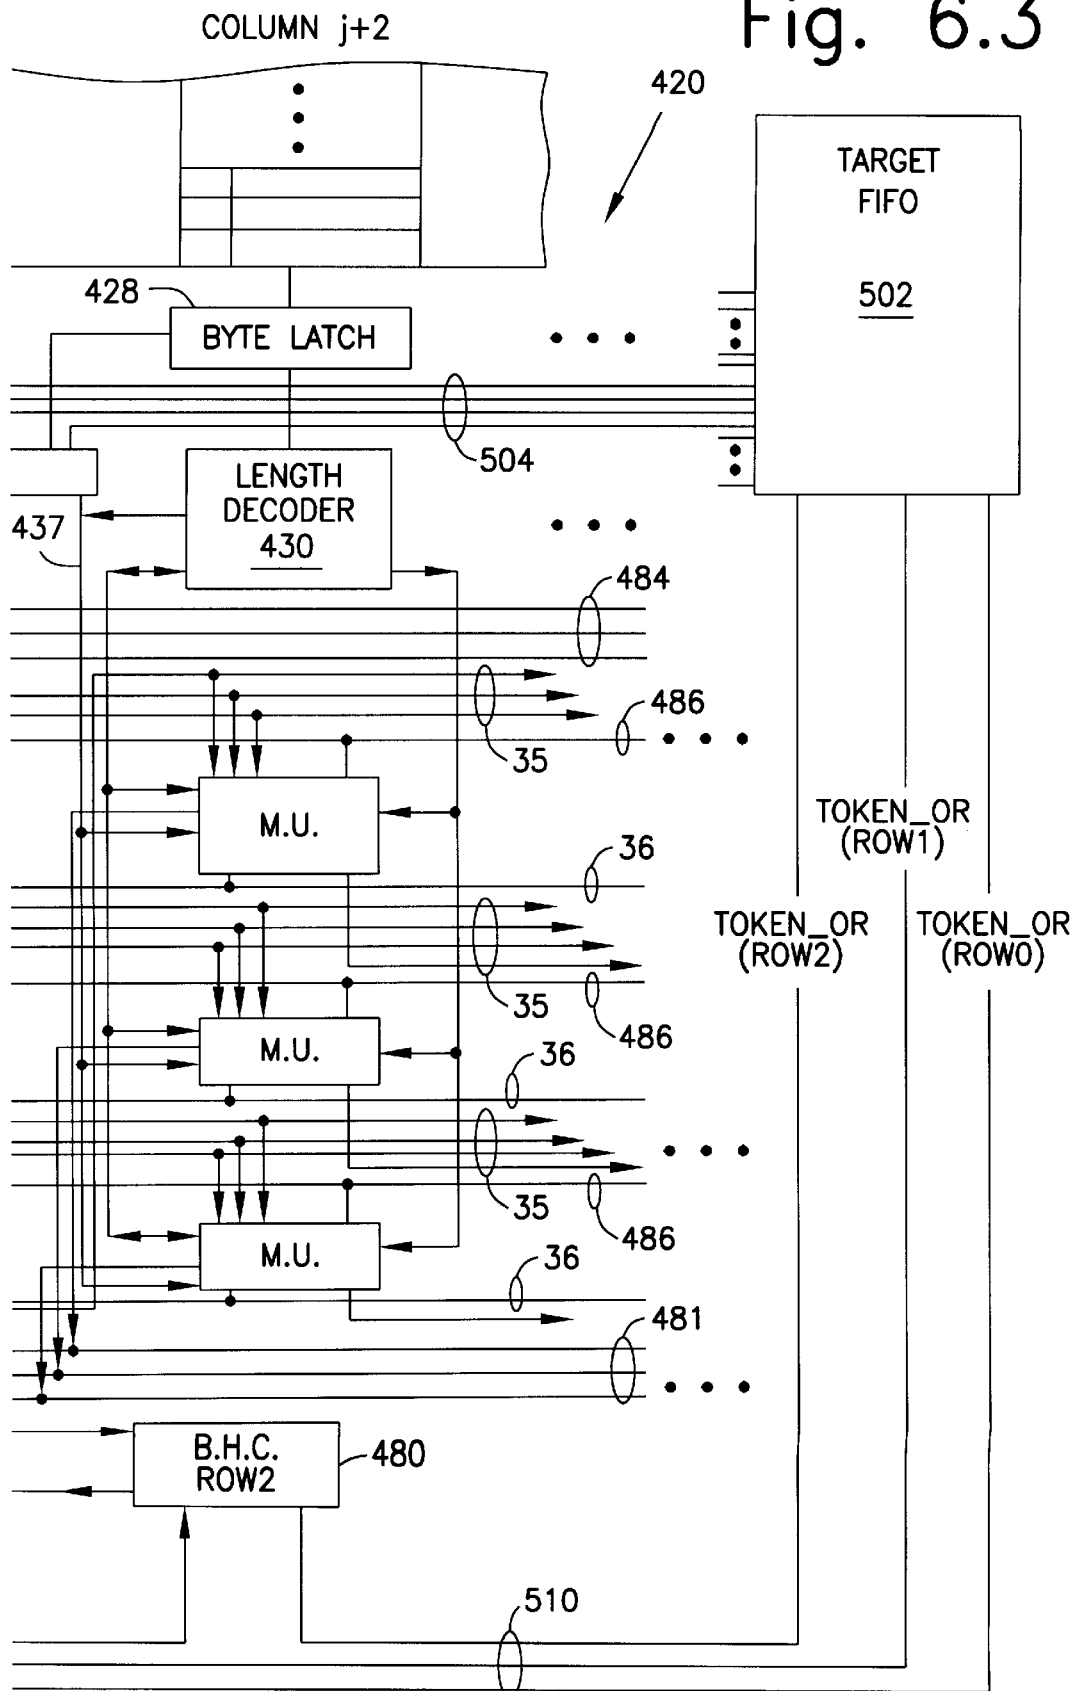 COLUMN j+2
Fig. 6.3
420
TARGET
FIFO
502
428
BYTE LATCH
504
LENGTH
DECODER
430
437
484
486
35
M.U.
TOKEN_OR
(ROW1)
36
TOKEN_OR
(ROW2)
TOKEN_OR
(ROW0)
35
486
M.U.
36
35
486
M.U.
36
481
B.H.C.
ROW2
480
510